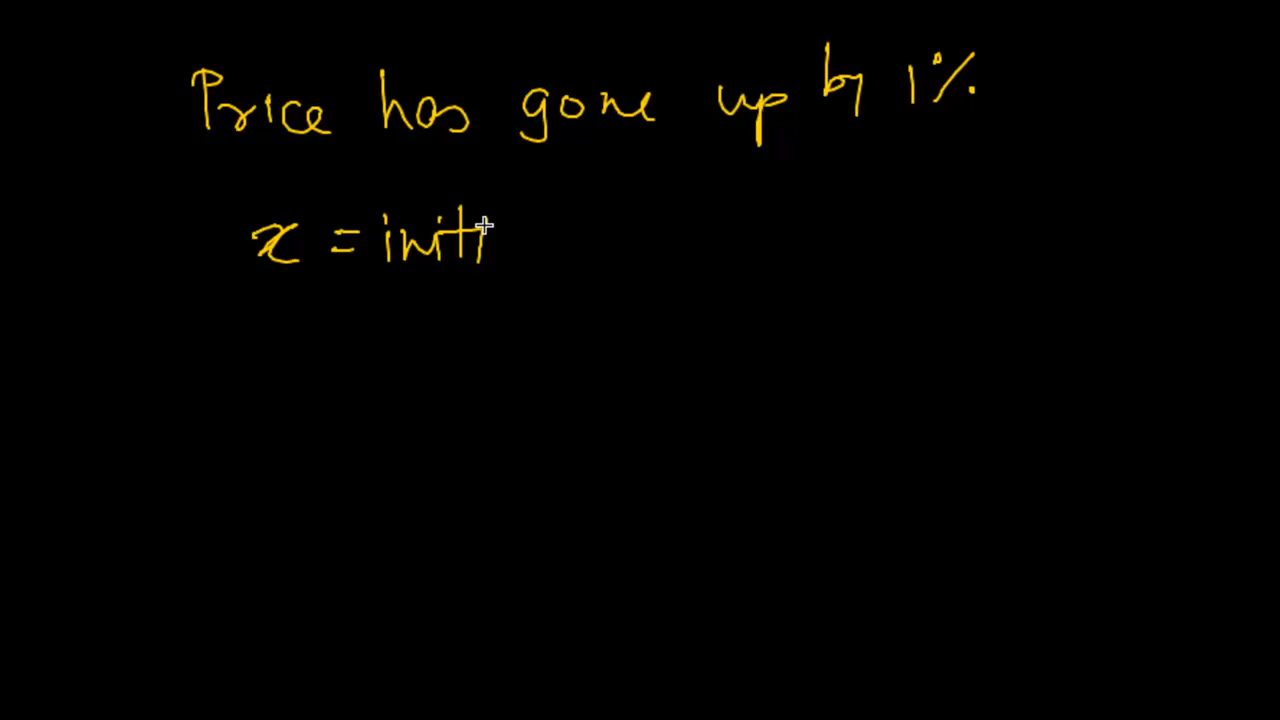 Price has gone up by 1%
x = initi